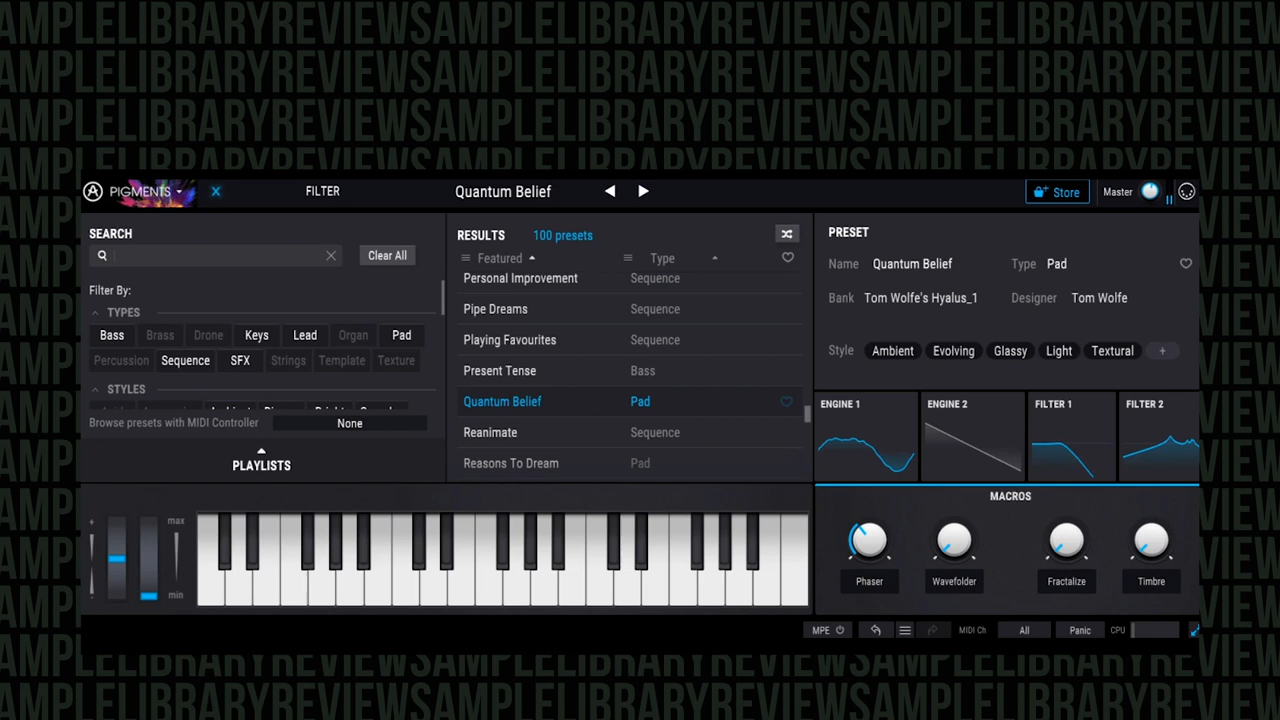 SAMPLELIBRARYREVIEWSAMPLELIBRARYREVIEWSAMPLELIBRARYREVIEW
PIGMENTS
FILTER
Quantum Belief
Store
Master
SEARCH
Clear All
Filter By:
TYPES
Bass Brass Drone Keys Lead Organ Pad
Percussion Sequence SFX Strings Template Texture
STYLES
Browse presets with MIDI Controller None
PLAYLISTS
RESULTS 100 presets
Featured Type
Personal Improvement Sequence
Pipe Dreams Sequence
Playing Favourites Sequence
Present Tense Bass
Quantum Belief Pad
Reanimate Sequence
Reasons To Dream Pad
PRESET
Name Quantum Belief Type Pad
Bank Tom Wolfe's Hyalus_1 Designer Tom Wolfe
Style Ambient Evolving Glassy Light Textural +
ENGINE 1 ENGINE 2 FILTER 1 FILTER 2
MACROS
Phaser Wavefolder Fractalize Timbre
+ max
- min
MPE MIDI Ch All Panic CPU